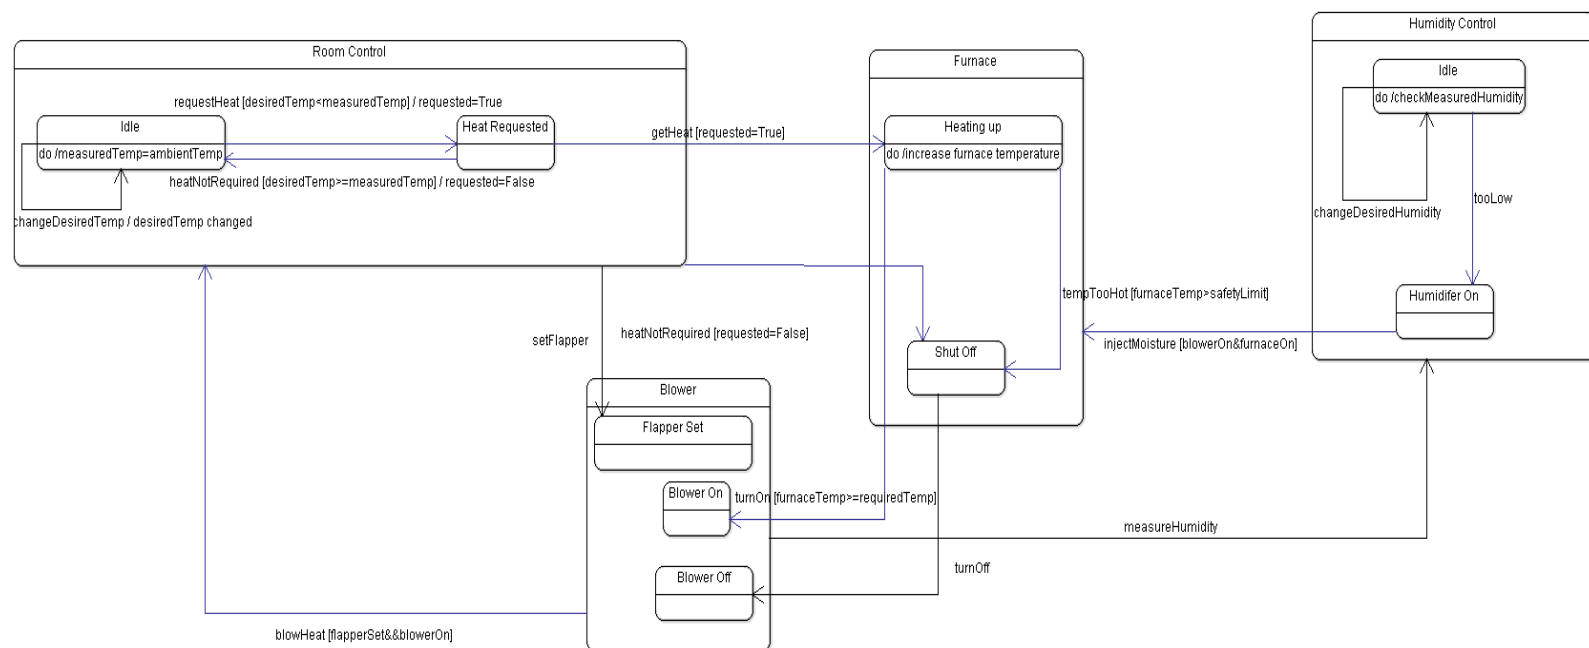 Room Control
requestHeat [desiredTemp<measuredTemp] / requested=True
Idle
do /measuredTemp=ambientTemp
Heat Requested
heatNotRequired [desiredTemp>=measuredTemp] / requested=False
changeDesiredTemp / desiredTemp changed
getHeat [requested=True]
Furnace
Heating up
do /increase furnace temperature
tempTooHot [furnaceTemp>safetyLimit]
Shut Off
Humidity Control
Idle
do /checkMeasuredHumidity
changeDesiredHumidity
tooLow
Humidifer On
injectMoisture [blowerOn&furnaceOn]
setFlapper
heatNotRequired [requested=False]
Blower
Flapper Set
Blower On
turnOn [furnaceTemp>=requiredTemp]
measureHumidity
Blower Off
turnOff
blowHeat [flapperSet&&blowerOn]